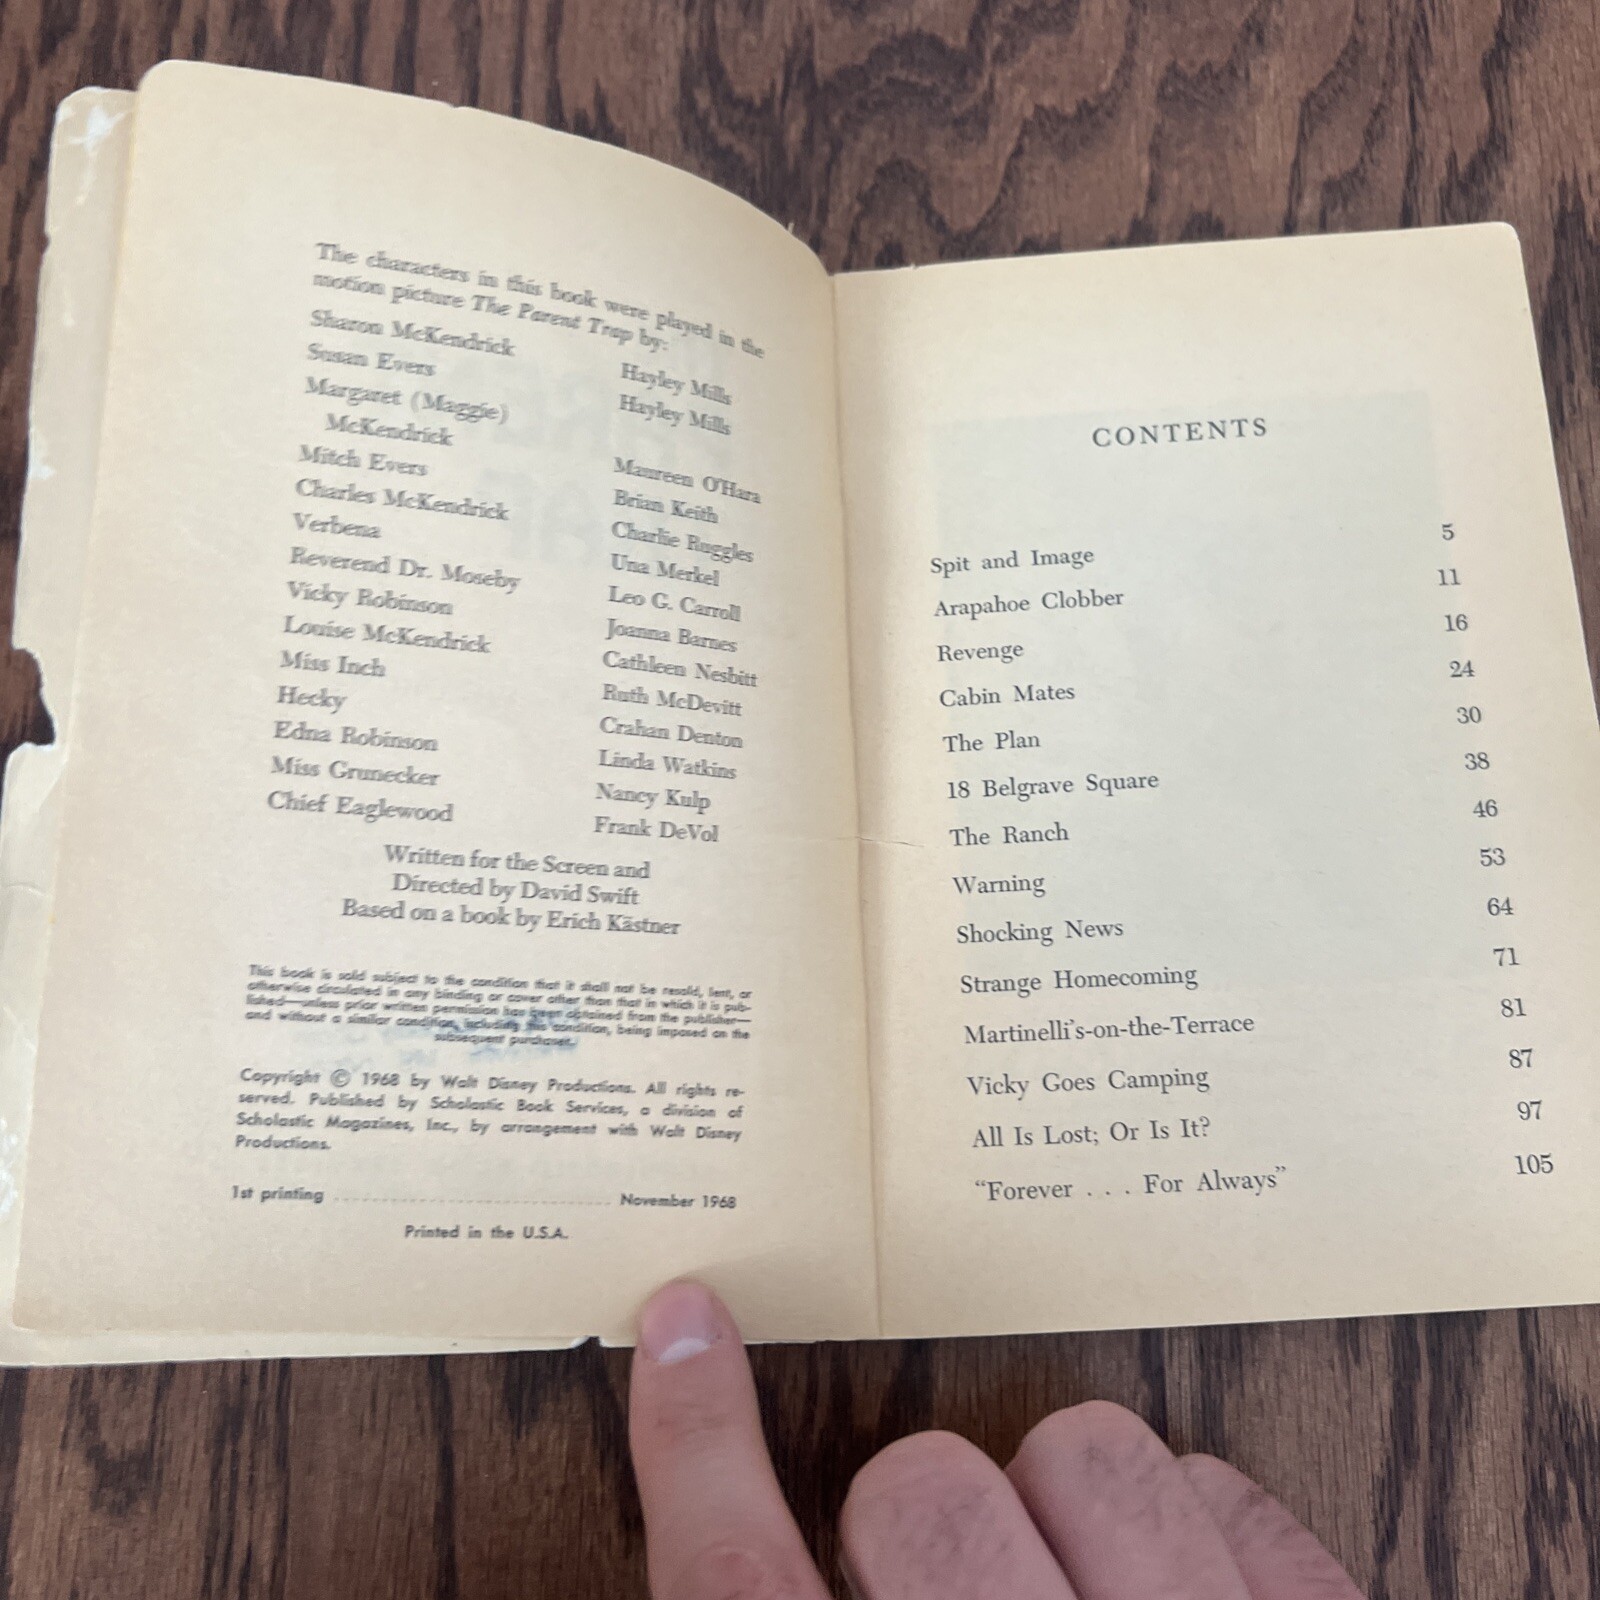 The characters in this book were played in the
motion picture The Parent Trap by:
Sharon McKendrick Hayley Mills
Susan Evers Hayley Mills
Margaret (Maggie)
McKendrick Maureen O'Hara
Mitch Evers Brian Keith
Charles McKendrick Charlie Ruggles
Verbena Una Merkel
Reverend Dr. Moseby Leo G. Carroll
Vicky Robinson Joanna Barnes
Louise McKendrick Cathleen Nesbitt
Miss Inch Ruth McDevitt
Hecky Crahan Denton
Edna Robinson Linda Watkins
Miss Grunecker Nancy Kulp
Chief Eaglewood Frank DeVol
Written for the Screen and
Directed by David Swift
Based on a book by Erich Kästner
This book is sold subject to the condition that it shall not be resold, lent, or
otherwise circulated in any binding or cover other than that in which it is pub-
lished—unless prior written permission has been obtained from the publisher—
and without a similar condition, including this condition, being imposed on the
subsequent purchaser.
Copyright © 1968 by Walt Disney Productions. All rights re-
served. Published by Scholastic Book Services, a division of
Scholastic Magazines, Inc., by arrangement with Walt Disney
Productions.
1st printing ........................................ November 1968
Printed in the U.S.A.
CONTENTS
Spit and Image 5
Arapahoe Clobber 11
Revenge 16
Cabin Mates 24
The Plan 30
18 Belgrave Square 38
The Ranch 46
Warning 53
Shocking News 64
Strange Homecoming 71
Martinelli's-on-the-Terrace 81
Vicky Goes Camping 87
All Is Lost; Or Is It? 97
"Forever . . . For Always" 105